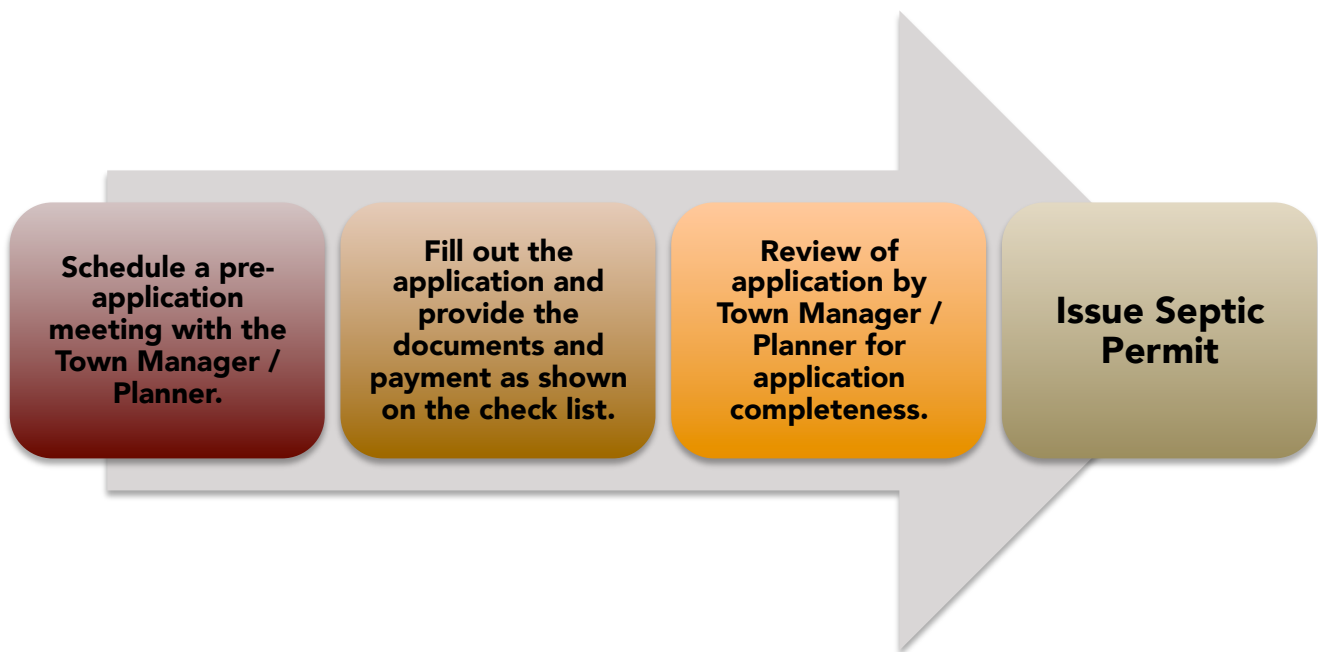 Schedule a pre-
application
meeting with the
Town Manager /
Planner.
Fill out the
application and
provide the
documents and
payment as shown
on the check list.
Review of
application by
Town Manager /
Planner for
application
completeness.
Issue Septic
Permit